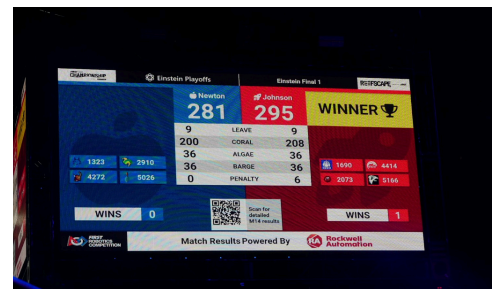 CHAMPIONSHIP
Einstein Playoffs
Einstein Final 1
REEFSCAPE
Newton
281
Johnson
295
WINNER
9 LEAVE 9
200 CORAL 208
36 ALGAE 36
36 BARGE 36
0 PENALTY 6
1323 2910
4272 5026
1690 4414
2073 5166
WINS 0
Scan for
detailed
M14 results
WINS 1
FIRST
ROBOTICS
COMPETITION
Match Results Powered By
RA
Rockwell
Automation